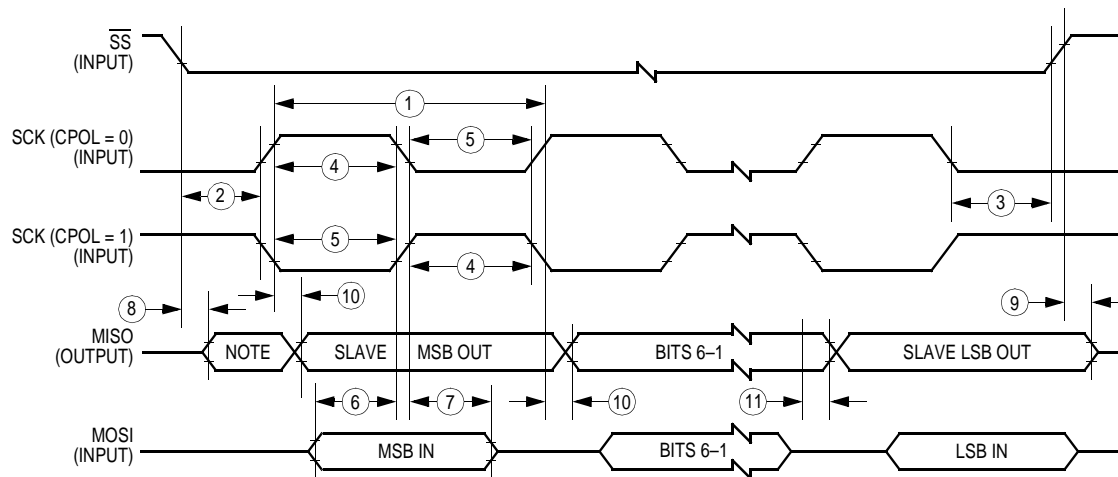 SS
(INPUT)
1
SCK (CPOL = 0)
(INPUT)
5
4
2
3
SCK (CPOL = 1)
(INPUT)
5
4
8
10
9
MISO
(OUTPUT)
NOTE
SLAVE MSB OUT
BITS 6–1
SLAVE LSB OUT
6
7
10
11
MOSI
(INPUT)
MSB IN
BITS 6–1
LSB IN